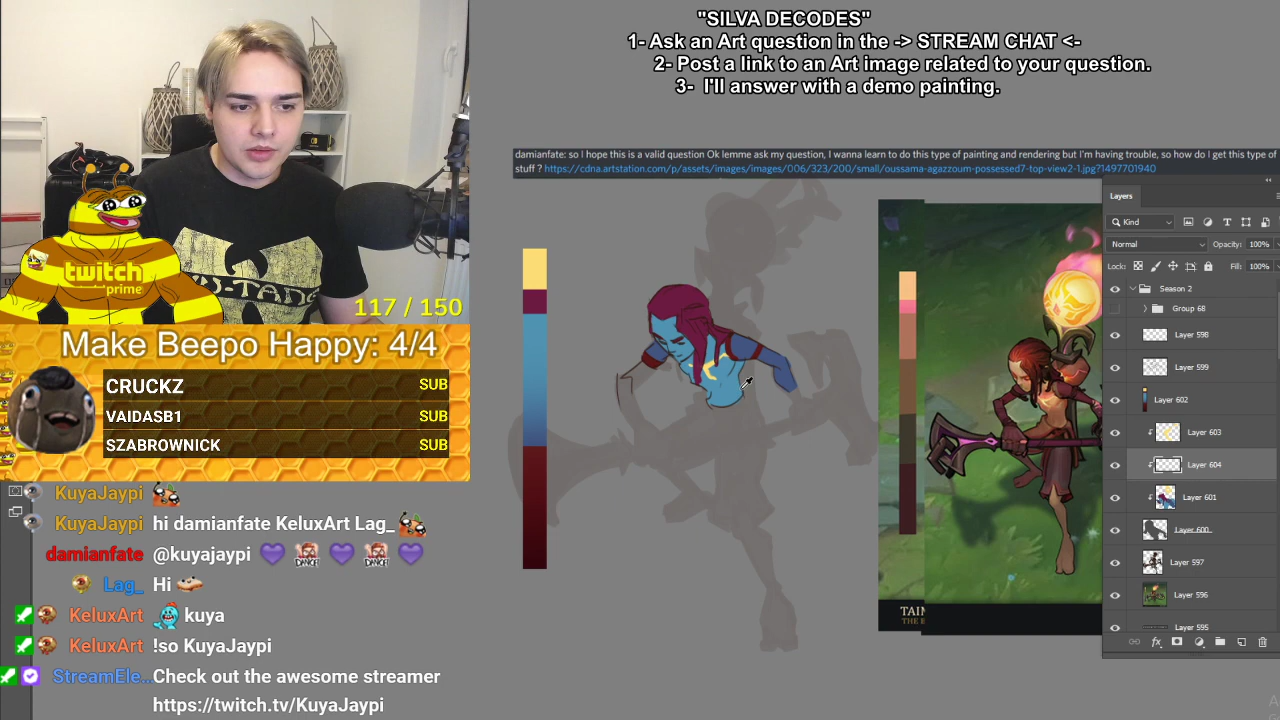 "SILVA DECODES"
1- Ask an Art question in the -> STREAM CHAT <-
2- Post a link to an Art image related to your question.
3- I'll answer with a demo painting.
damianfate: so I hope this is a valid question Ok lemme ask my question, I wanna learn to do this type of painting and rendering but I'm having trouble, so how do I get this type of
stuff ? https://cdna.artstation.com/p/assets/images/images/006/323/200/small/oussama-agazzoum-possessed7-top-view2-1.jpg?1497701940
twitch
prime
117 / 150
Make Beepo Happy: 4/4
CRUCKZ SUB
VAIDASB1 SUB
SZABROWNICK SUB
KuyaJaypi
KuyaJaypi hi damianfate KeluxArt Lag_
damianfate @kuyajaypi DANCE DANCE
Lag_ Hi
KeluxArt kuya
KeluxArt !so KuyaJaypi
StreamEle... Check out the awesome streamer
https://twitch.tv/KuyaJaypi
Layers
Kind
Normal Opacity: 100%
Lock: Fill: 100%
Season 2
Group 68
Layer 598
Layer 599
Layer 602
Layer 603
Layer 604
Layer 601
Layer 600
Layer 597
Layer 596
Layer 595